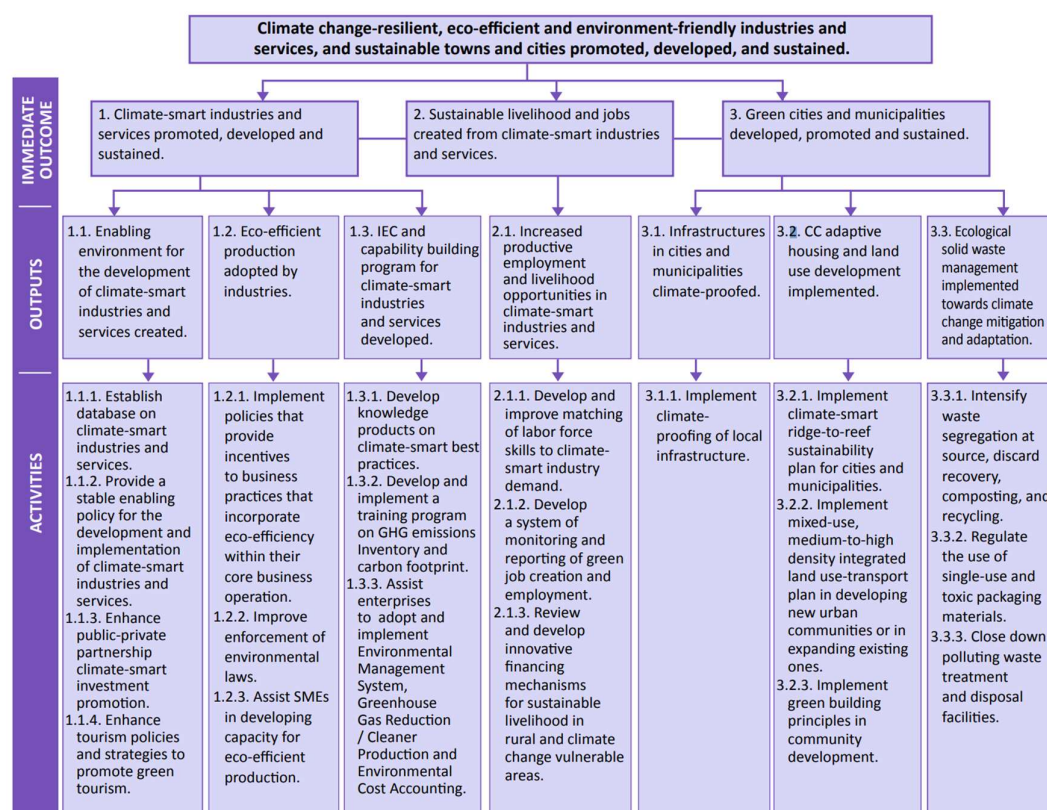 Climate change-resilient, eco-efficient and environment-friendly industries and
services, and sustainable towns and cities promoted, developed, and sustained.
IMMEDIATE
OUTCOME
1. Climate-smart industries and
services promoted, developed and
sustained.
2. Sustainable livelihood and jobs
created from climate-smart industries
and services.
3. Green cities and municipalities
developed, promoted and sustained.
OUTPUTS
1.1. Enabling
environment for
the development
of climate-smart
industries and
services created.
1.2. Eco-efficient
production
adopted by
industries.
1.3. IEC and
capability building
program for
climate-smart
industries
and services
developed.
2.1. Increased
productive
employment
and livelihood
opportunities in
climate-smart
industries and
services.
3.1. Infrastructures
in cities and
municipalities
climate-proofed.
3.2. CC adaptive
housing and land
use development
implemented.
3.3. Ecological
solid waste
management
implemented
towards climate
change mitigation
and adaptation.
ACTIVITIES
1.1.1. Establish
database on
climate-smart
industries and
services.
1.1.2. Provide a
stable enabling
policy for the
development and
implementation
of climate-smart
industries and
services.
1.1.3. Enhance
public-private
partnership
climate-smart
investment
promotion.
1.1.4. Enhance
tourism policies
and strategies to
promote green
tourism.
1.2.1. Implement
policies that
provide
incentives
to business
practices that
incorporate
eco-efficiency
within their
core business
operation.
1.2.2. Improve
enforcement of
environmental
laws.
1.2.3. Assist SMEs
in developing
capacity for
eco-efficient
production.
1.3.1. Develop
knowledge
products on
climate-smart best
practices.
1.3.2. Develop and
implement a
training program
on GHG emissions
Inventory and
carbon footprint.
1.3.3. Assist
enterprises
to adopt and
implement
Environmental
Management
System,
Greenhouse
Gas Reduction
/ Cleaner
Production and
Environmental
Cost Accounting.
2.1.1. Develop and
improve matching
of labor force
skills to climate-
smart industry
demand.
2.1.2. Develop
a system of
monitoring and
reporting of green
job creation and
employment.
2.1.3. Review
and develop
innovative
financing
mechanisms
for sustainable
livelihood in
rural and climate
change vulnerable
areas.
3.1.1. Implement
climate-
proofing of local
infrastructure.
3.2.1. Implement
climate-smart
ridge-to-reef
sustainability
plan for cities and
municipalities.
3.2.2. Implement
mixed-use,
medium-to-high
density integrated
land use-transport
plan in developing
new urban
communities or in
expanding existing
ones.
3.2.3. Implement
green building
principles in
community
development.
3.3.1. Intensify
waste
segregation at
source, discard
recovery,
composting, and
recycling.
3.3.2. Regulate
the use of
single-use and
toxic packaging
materials.
3.3.3. Close down
polluting waste
treatment
and disposal
facilities.